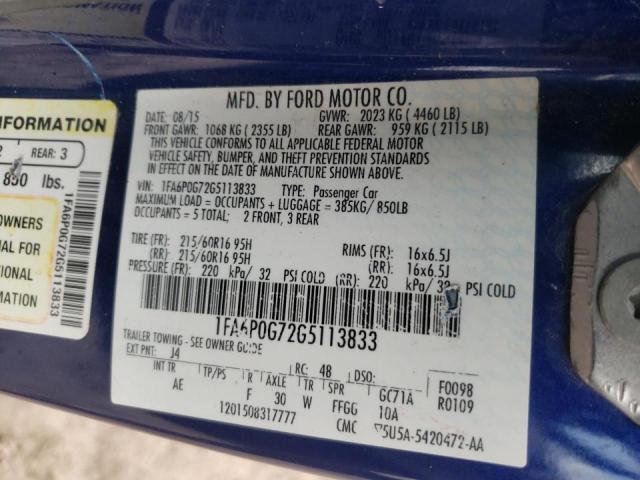 MFD. BY FORD MOTOR CO.
DATE: 08/15 GVWR: 2023 KG ( 4460 LB)
FRONT GAWR: 1068 KG ( 2355 LB) REAR GAWR: 959 KG ( 2115 LB)
THIS VEHICLE CONFORMS TO ALL APPLICABLE FEDERAL MOTOR
VEHICLE SAFETY, BUMPER, AND THEFT PREVENTION STANDARDS
IN EFFECT ON THE DATE OF MANUFACTURE SHOWN ABOVE.
VIN: 1FA6P0G72G5113833 TYPE: Passenger Car
MAXIMUM LOAD = OCCUPANTS + LUGGAGE = 385KG/ 850LB
OCCUPANTS = 5 TOTAL; 2 FRONT, 3 REAR
TIRE (FR): 215/60R16 95H RIMS (FR): 16x6.5J
(RR): 215/60R16 95H (RR): 16x6.5J
PRESSURE (FR): 220 kPa/ 32 PSI COLD (RR): 220 kPa/ 32 PSI COLD
1FA6P0G72G5113833
TRAILER TOWING - SEE OWNER GUIDE
EXT PNT: J4 RC: 48 DSO: F0098
INT TR TP/PS R AXLE TR SPR GC71A R0109
AE F 30 W FFGG 10A
1201508317777 CMC 5U5A-5420472-AA
INFORMATION
2 REAR: 3
850 lbs.
OWNERS
AL FOR
TIONAL
RMATION
1FA6P0G72G5113833